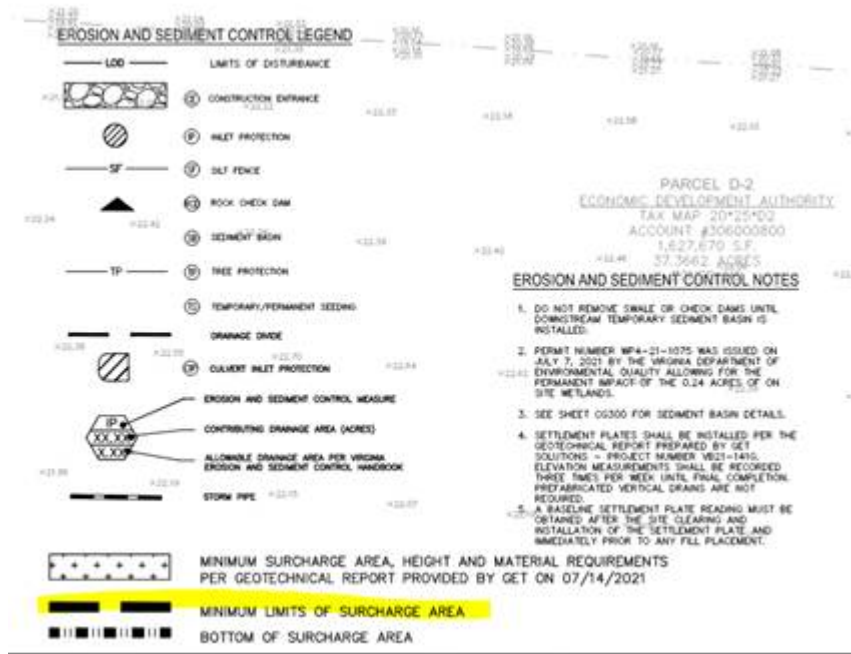 EROSION AND SEDIMENT CONTROL LEGEND
LOD LIMITS OF DISTURBANCE
CE CONSTRUCTION ENTRANCE
IP INLET PROTECTION
SF SF SILT FENCE
ROCK CHECK DAM
SB SEDIMENT BASIN
TP TP TREE PROTECTION
TEMPORARY/PERMANENT SEEDING
DRAINAGE DIVIDE
CULVERT INLET PROTECTION
IP EROSION AND SEDIMENT CONTROL MEASURE
XX.XX CONTRIBUTING DRAINAGE AREA (ACRES)
X.XX ALLOWABLE DRAINAGE AREA PER VIRGINIA
EROSION AND SEDIMENT CONTROL HANDBOOK
STORM PIPE
PARCEL D-2
ECONOMIC DEVELOPMENT AUTHORITY
TAX MAP 20*25*D2
ACCOUNT #306000800
1,627,670 S.F.
37.3662 ACRES
EROSION AND SEDIMENT CONTROL NOTES
1. DO NOT REMOVE SWALE OR CHECK DAMS UNTIL
DOWNSTREAM TEMPORARY SEDIMENT BASIN IS
INSTALLED.
2. PERMIT NUMBER WP4-21-1075 WAS ISSUED ON
JULY 7, 2021 BY THE VIRGINIA DEPARTMENT OF
ENVIRONMENTAL QUALITY ALLOWING FOR THE
PERMANENT IMPACT OF THE 0.24 ACRES OF ON
SITE WETLANDS.
3. SEE SHEET CG300 FOR SEDIMENT BASIN DETAILS.
4. SETTLEMENT PLATES SHALL BE INSTALLED PER THE
GEOTECHNICAL REPORT PREPARED BY GET
SOLUTIONS - PROJECT NUMBER VB21-141G.
ELEVATION MEASUREMENTS SHALL BE RECORDED
THREE TIMES PER WEEK UNTIL FINAL COMPLETION.
PREFABRICATED VERTICAL DRAINS ARE NOT
REQUIRED.
5. A BASELINE SETTLEMENT PLATE READING MUST BE
OBTAINED AFTER THE SITE CLEARING AND
INSTALLATION OF THE SETTLEMENT PLATE AND
IMMEDIATELY PRIOR TO ANY FILL PLACEMENT.
MINIMUM SURCHARGE AREA, HEIGHT AND MATERIAL REQUIREMENTS
PER GEOTECHNICAL REPORT PROVIDED BY GET ON 07/14/2021
MINIMUM LIMITS OF SURCHARGE AREA
BOTTOM OF SURCHARGE AREA